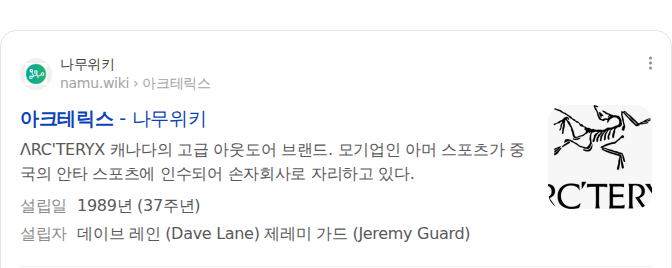 나무위키
namu.wiki › 아크테릭스
아크테릭스 - 나무위키
ΛRC'TERYX 캐나다의 고급 아웃도어 브랜드. 모기업인 아머 스포츠가 중
국의 안타 스포츠에 인수되어 손자회사로 자리하고 있다.
RC'TERY
설립일 1989년 (37주년)
설립자 데이브 레인 (Dave Lane) 제레미 가드 (Jeremy Guard)